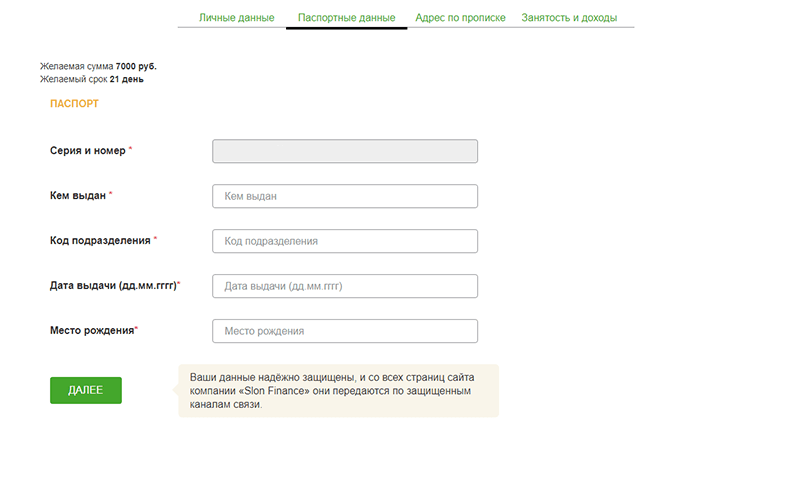 Личные данные Паспортные данные Адрес по прописке Занятость и доходы
Желаемая сумма 7000 руб.
Желаемый срок 21 день
ПАСПОРТ
Серия и номер *
Кем выдан * Кем выдан
Код подразделения * Код подразделения
Дата выдачи (дд.мм.гггг)* Дата выдачи (дд.мм.гггг)
Место рождения* Место рождения
ДАЛЕЕ
Ваши данные надёжно защищены, и со всех страниц сайта
компании «Slon Finance» они передаются по защищенным
каналам связи.